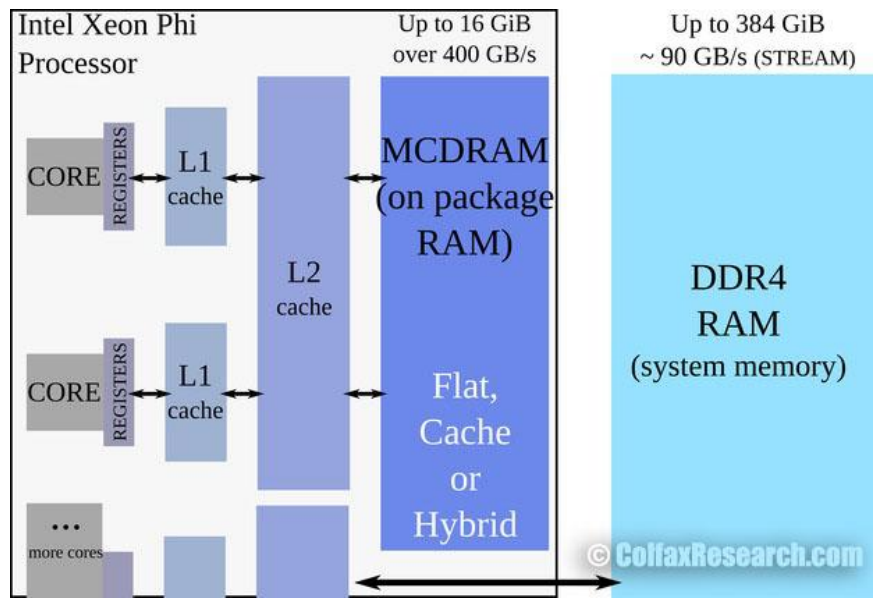 Intel Xeon Phi
Processor
Up to 16 GiB
over 400 GB/s
Up to 384 GiB
~ 90 GB/s (STREAM)
CORE
REGISTERS
L1
cache
L2
cache
MCDRAM
(on package
RAM)
DDR4
RAM
(system memory)
CORE
REGISTERS
L1
cache
Flat,
Cache
or
Hybrid
...
more cores
© ColfaxResearch.com